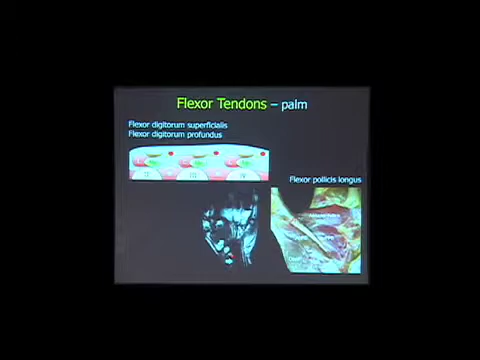 Flexor Tendons – palm
Flexor digitorum superficialis
Flexor digitorum profundus
Flexor pollicis longus